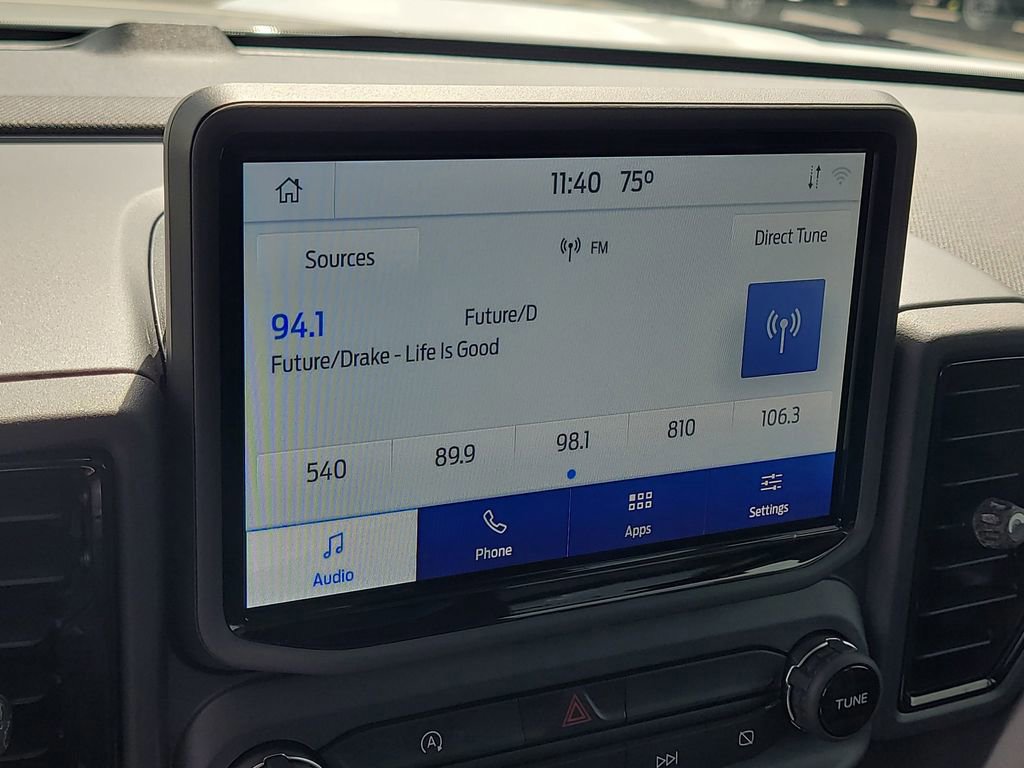 11:40 75º
Sources
FM
Direct Tune
94.1
Future/D
Future/Drake - Life Is Good
540
89.9
98.1
810
106.3
Audio
Phone
Apps
Settings
TUNE
A